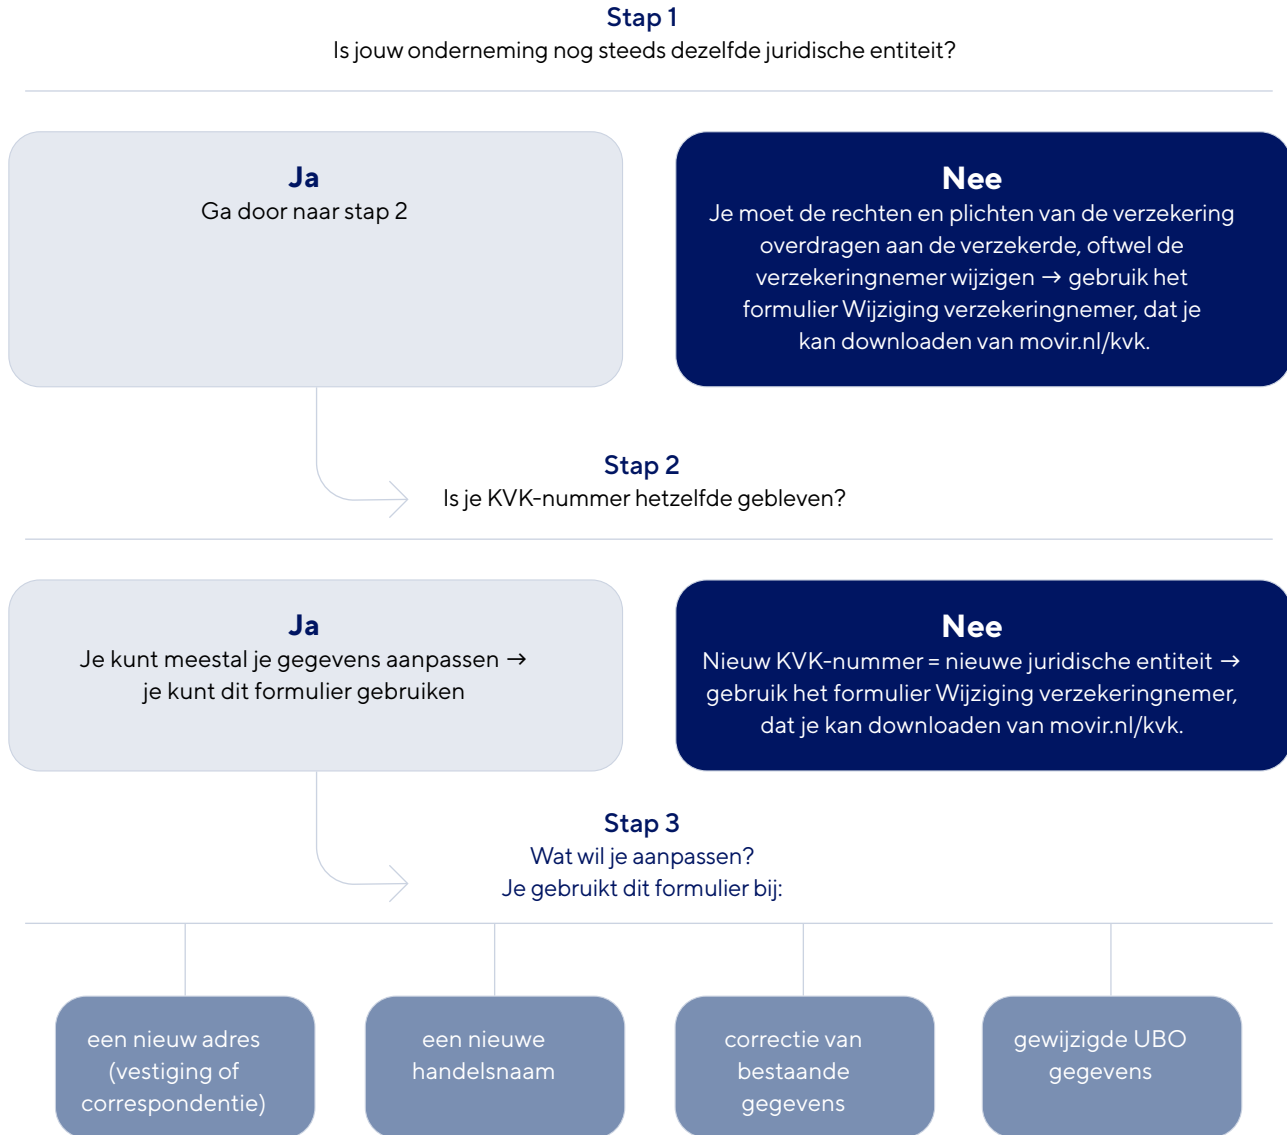 Stap 1
Is jouw onderneming nog steeds dezelfde juridische entiteit?
Ja
Ga door naar stap 2
Nee
Je moet de rechten en plichten van de verzekering
overdragen aan de verzekerde, oftwel de
verzekeringnemer wijzigen → gebruik het
formulier Wijziging verzekeringnemer, dat je
kan downloaden van movir.nl/kvk.
Stap 2
Is je KVK-nummer hetzelfde gebleven?
Ja
Je kunt meestal je gegevens aanpassen →
je kunt dit formulier gebruiken
Nee
Nieuw KVK-nummer = nieuwe juridische entiteit →
gebruik het formulier Wijziging verzekeringnemer,
dat je kan downloaden van movir.nl/kvk.
Stap 3
Wat wil je aanpassen?
Je gebruikt dit formulier bij:
een nieuw adres
(vestiging of
correspondentie)
een nieuwe
handelsnaam
correctie van
bestaande
gegevens
gewijzigde UBO
gegevens